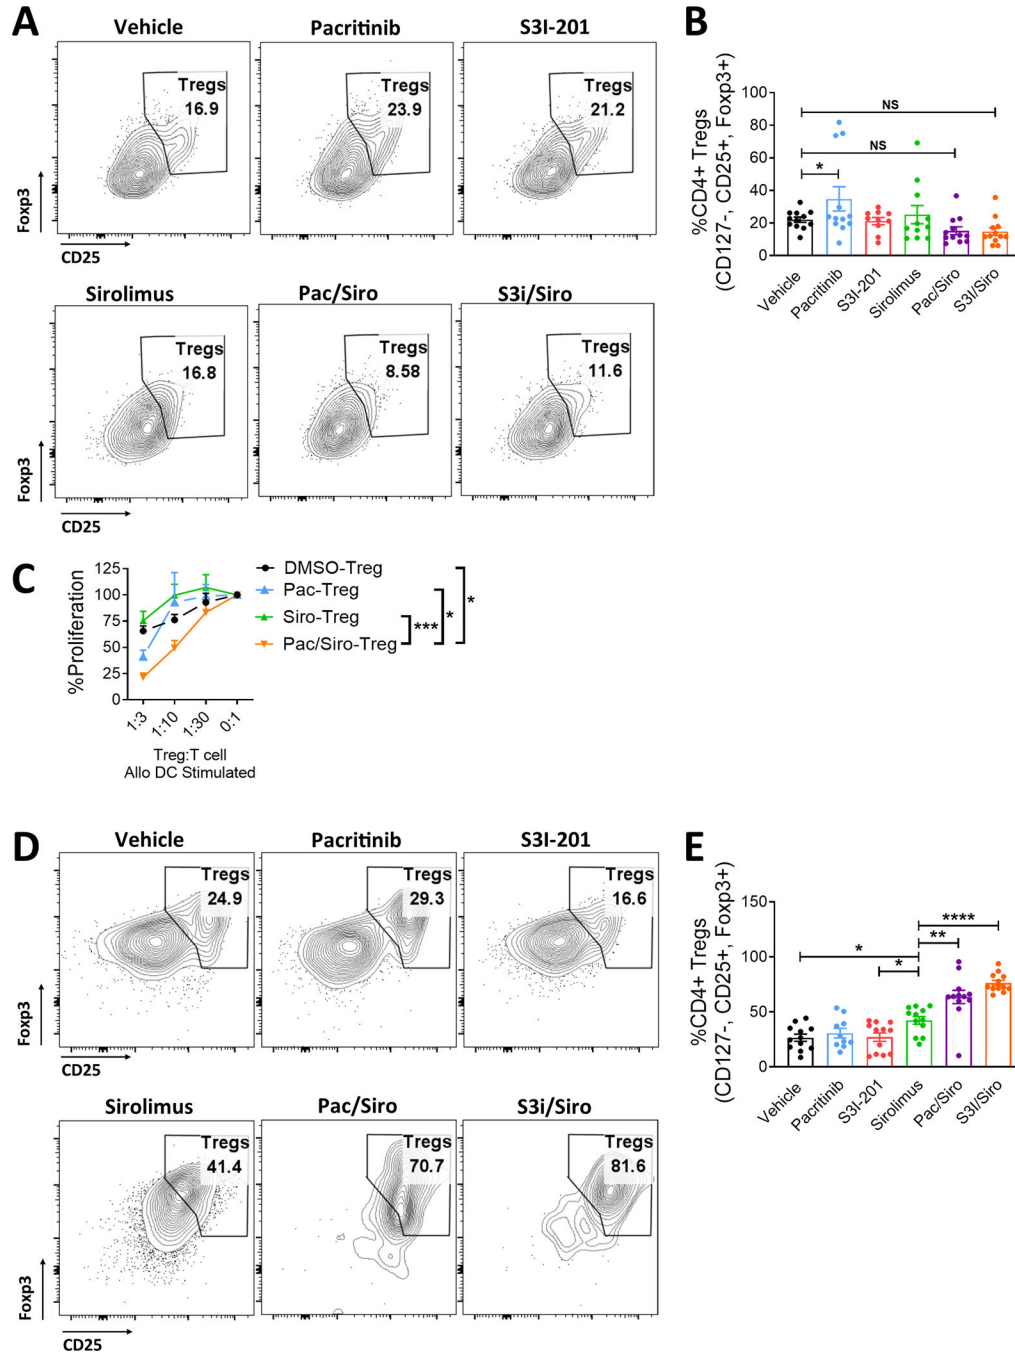 A
Vehicle
Pacritinib
S3I-201
Tregs
16.9
Tregs
23.9
Tregs
21.2
Foxp3
CD25
Sirolimus
Pac/Siro
S3i/Siro
Tregs
16.8
Tregs
8.58
Tregs
11.6
Foxp3
CD25
B
%CD4+ Tregs
(CD127-, CD25+, Foxp3+)
100
80
60
40
20
0
NS
NS
*
Vehicle
Pacritinib
S3I-201
Sirolimus
Pac/Siro
S3I/Siro
C
%Proliferation
125
100
75
50
25
0
1:3
1:10
1:30
0:1
Treg:T cell
Allo DC Stimulated
DMSO-Treg
Pac-Treg
Siro-Treg
Pac/Siro-Treg
***
*
*
D
Vehicle
Pacritinib
S3I-201
Tregs
24.9
Tregs
29.3
Tregs
16.6
Foxp3
CD25
Sirolimus
Pac/Siro
S3i/Siro
Tregs
41.4
Tregs
70.7
Tregs
81.6
Foxp3
CD25
E
%CD4+ Tregs
(CD127-, CD25+, Foxp3+)
150
100
50
0
****
**
*
*
Vehicle
Pacritinib
S3I-201
Sirolimus
Pac/Siro
S3I/Siro